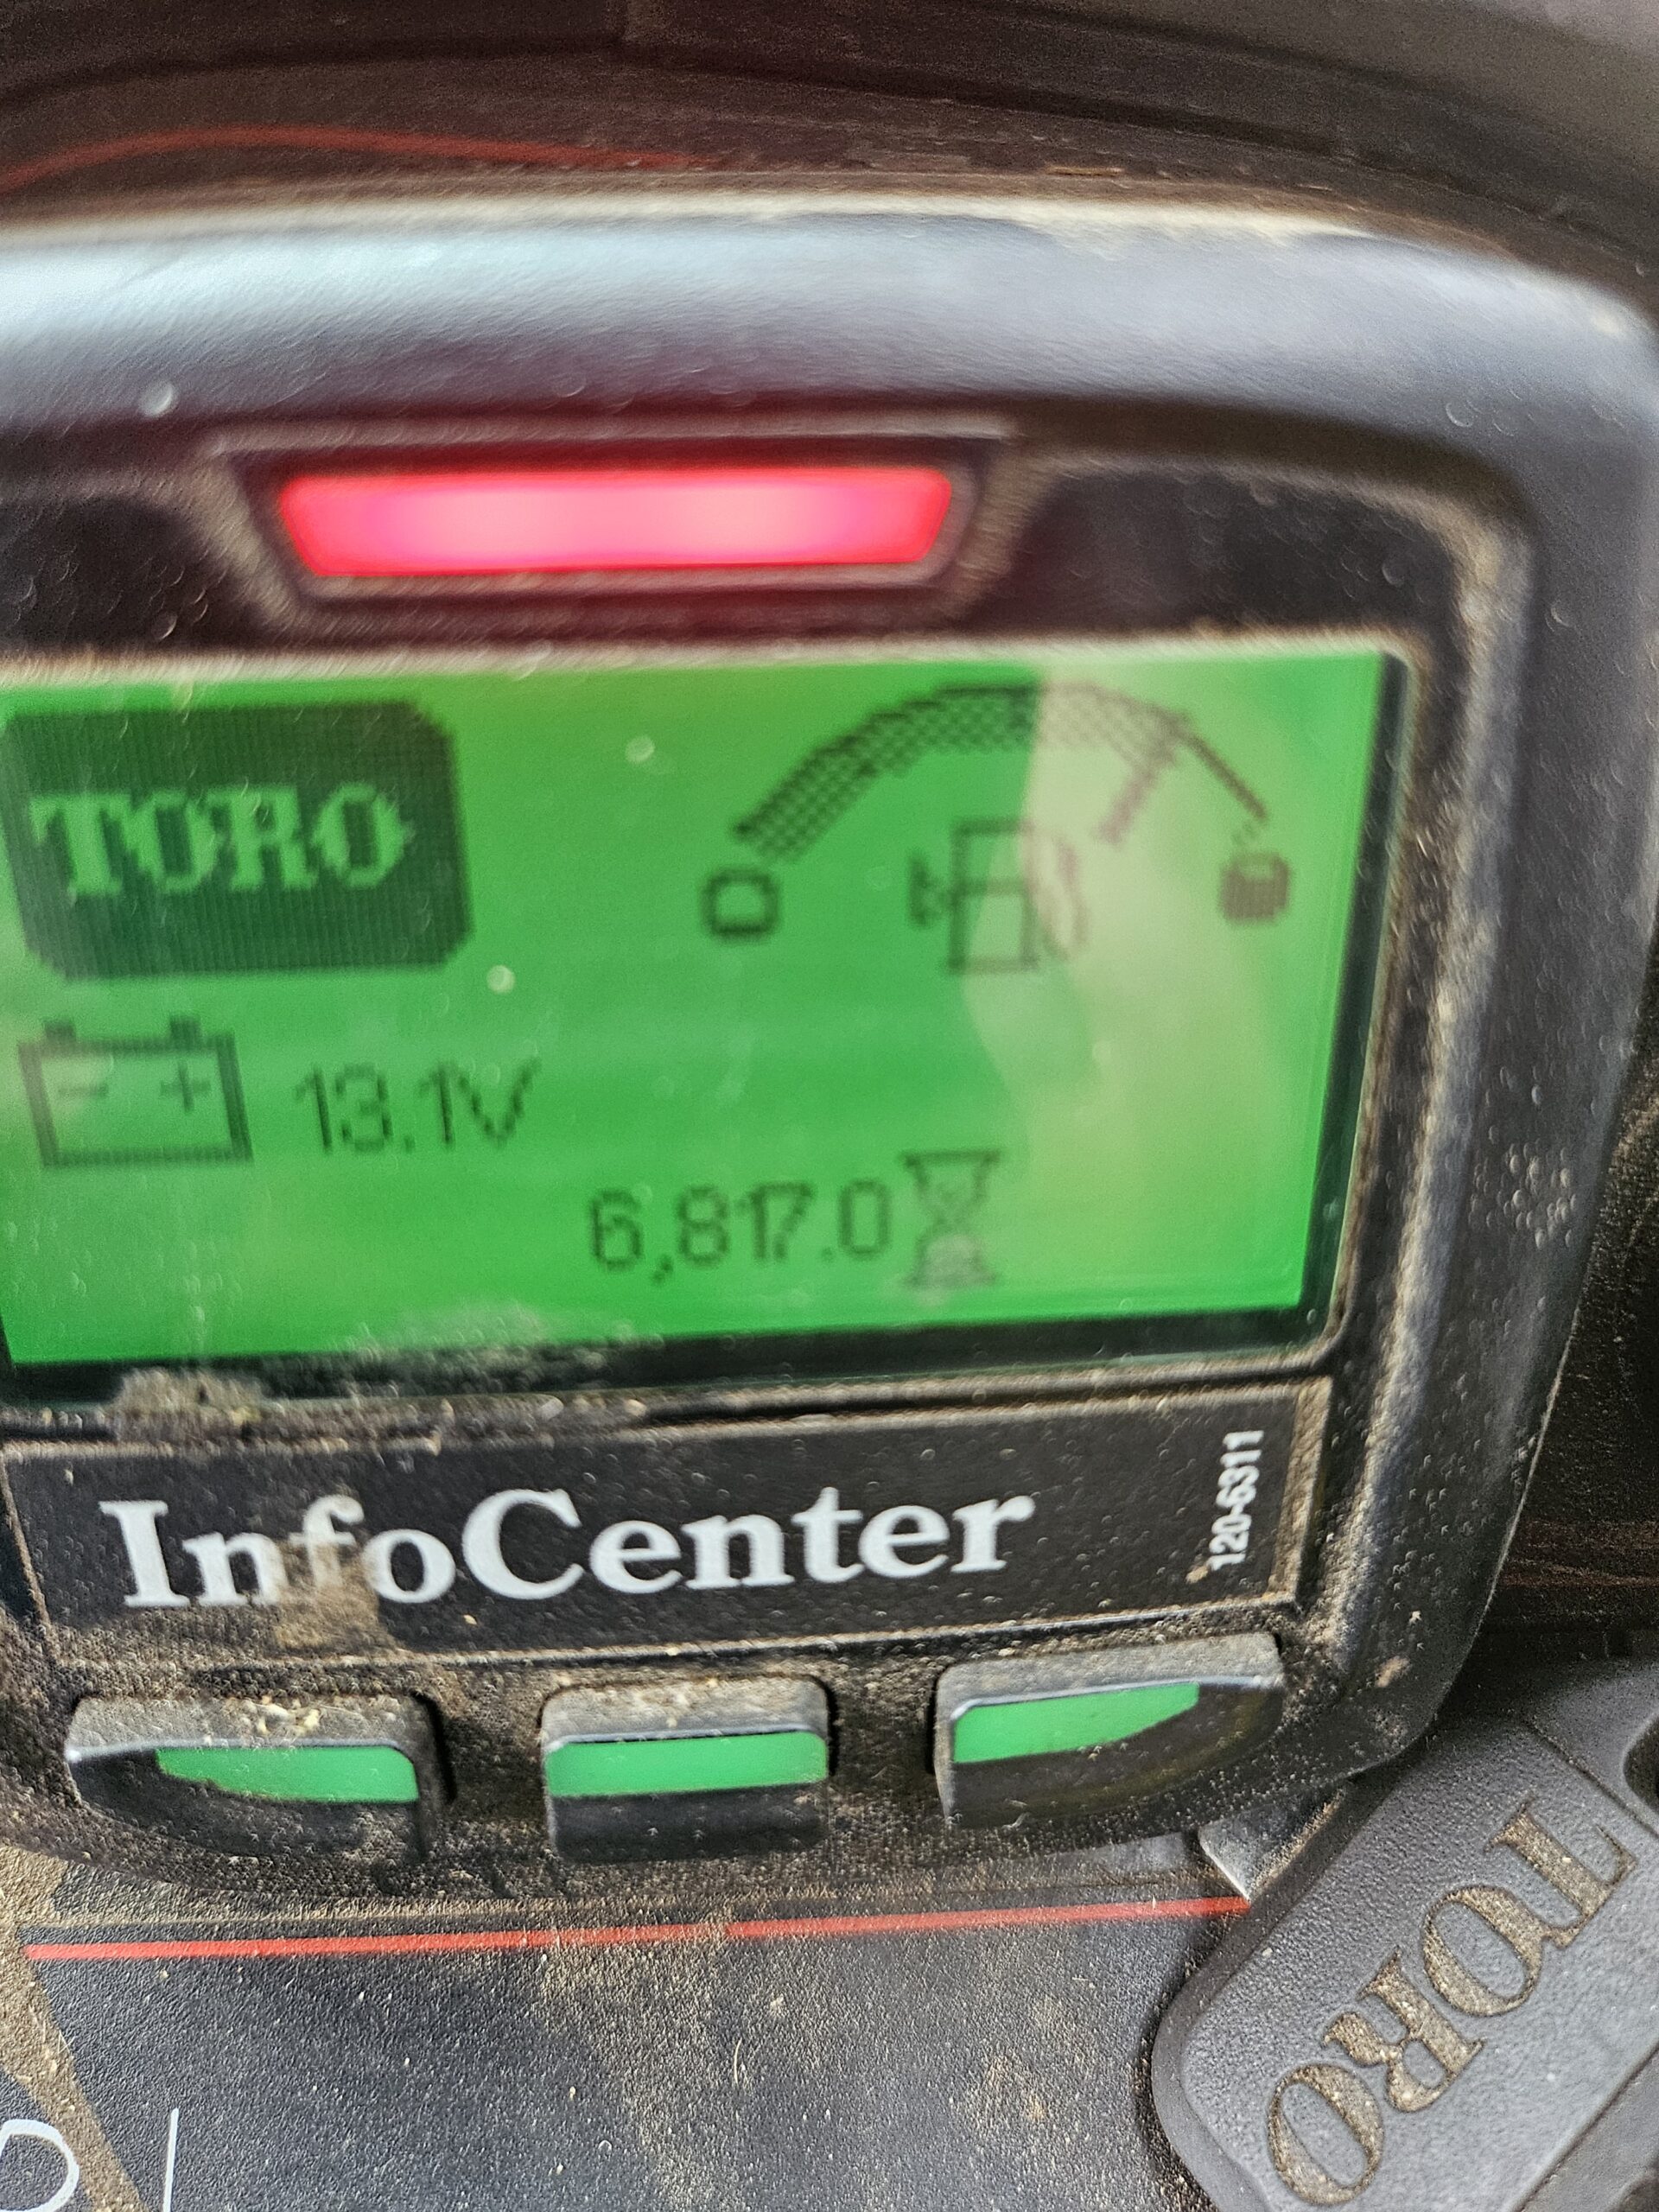 TORO
- +
13.1V
6,817.0
InfoCenter
120-6311
TORO